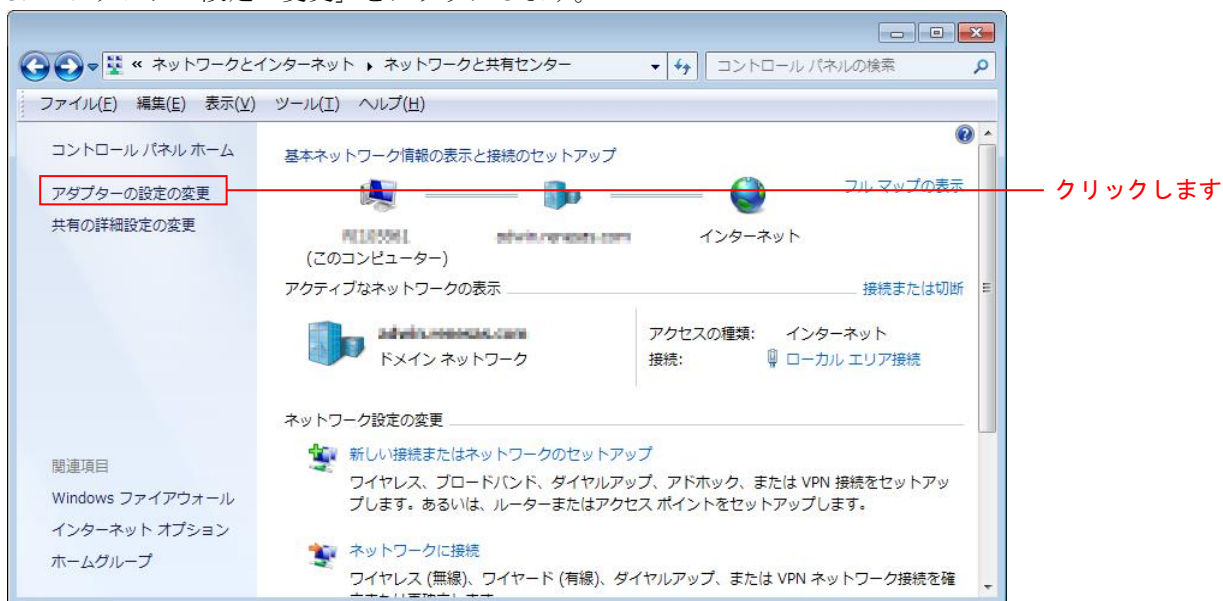 « ネットワークとインターネット ▸ ネットワークと共有センター
コントロール パネルの検索
ファイル(F) 編集(E) 表示(V) ツール(T) ヘルプ(H)
コントロール パネル ホーム
アダプターの設定の変更
共有の詳細設定の変更
関連項目
Windows ファイアウォール
インターネット オプション
ホームグループ
基本ネットワーク情報の表示と接続のセットアップ
フル マップの表示
インターネット
(このコンピューター)
アクティブなネットワークの表示
接続または切断
ドメイン ネットワーク
アクセスの種類: インターネット
接続: ローカル エリア接続
ネットワーク設定の変更
新しい接続またはネットワークのセットアップ
ワイヤレス、ブロードバンド、ダイヤルアップ、アドホック、または VPN 接続をセットアッ
プします。あるいは、ルーターまたはアクセス ポイントをセットアップします。
ネットワークに接続
ワイヤレス (無線)、ワイヤード (有線)、ダイヤルアップ、または VPN ネットワーク接続を確
クリックします